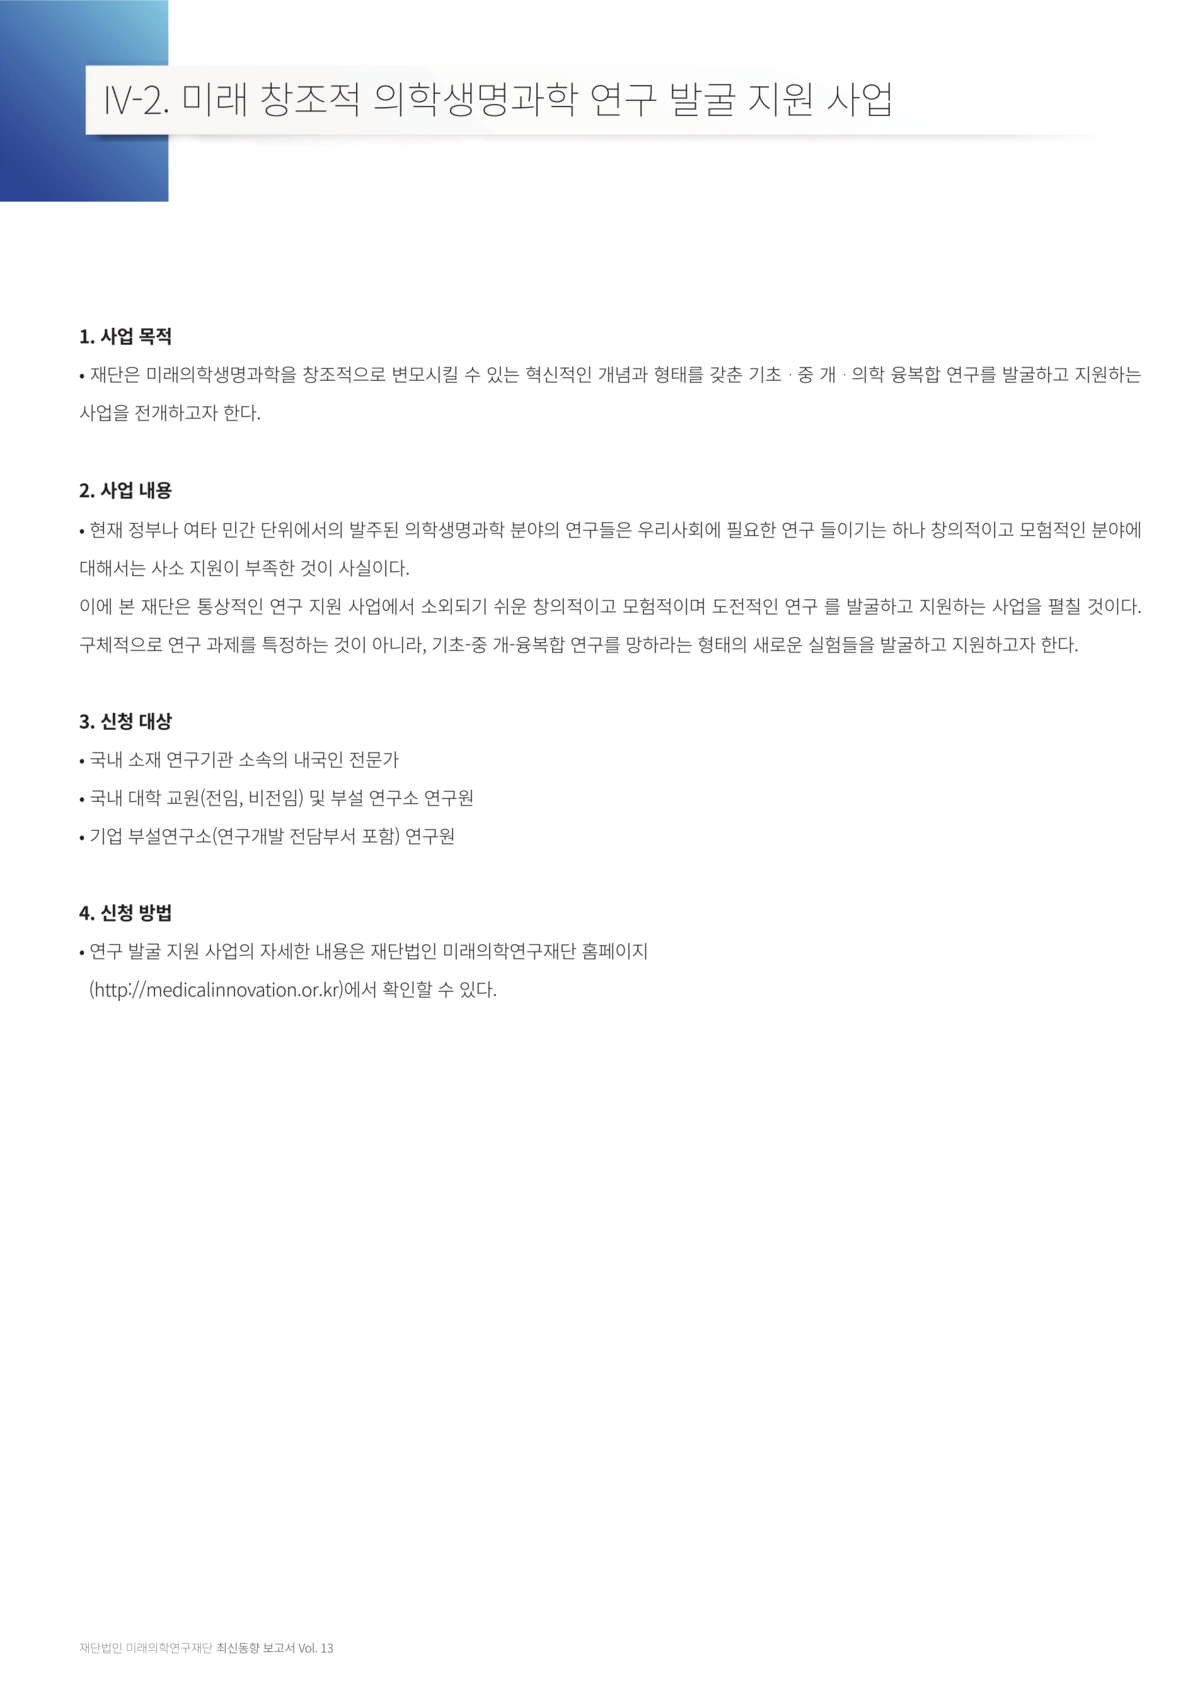 IV-2. 미래 창조적 의학생명과학 연구 발굴 지원 사업
1. 사업 목적
• 재단은 미래의학생명과학을 창조적으로 변모시킬 수 있는 혁신적인 개념과 형태를 갖춘 기초 · 중 개 · 의학 융복합 연구를 발굴하고 지원하는
사업을 전개하고자 한다.
2. 사업 내용
• 현재 정부나 여타 민간 단위에서의 발주된 의학생명과학 분야의 연구들은 우리사회에 필요한 연구 들이기는 하나 창의적이고 모험적인 분야에
대해서는 사소 지원이 부족한 것이 사실이다.
이에 본 재단은 통상적인 연구 지원 사업에서 소외되기 쉬운 창의적이고 모험적이며 도전적인 연구 를 발굴하고 지원하는 사업을 펼칠 것이다.
구체적으로 연구 과제를 특정하는 것이 아니라, 기초-중 개-융복합 연구를 망하라는 형태의 새로운 실험들을 발굴하고 지원하고자 한다.
3. 신청 대상
• 국내 소재 연구기관 소속의 내국인 전문가
• 국내 대학 교원(전임, 비전임) 및 부설 연구소 연구원
• 기업 부설연구소(연구개발 전담부서 포함) 연구원
4. 신청 방법
• 연구 발굴 지원 사업의 자세한 내용은 재단법인 미래의학연구재단 홈페이지
(http://medicalinnovation.or.kr)에서 확인할 수 있다.
재단법인 미래의학연구재단 최신동향 보고서 Vol. 13